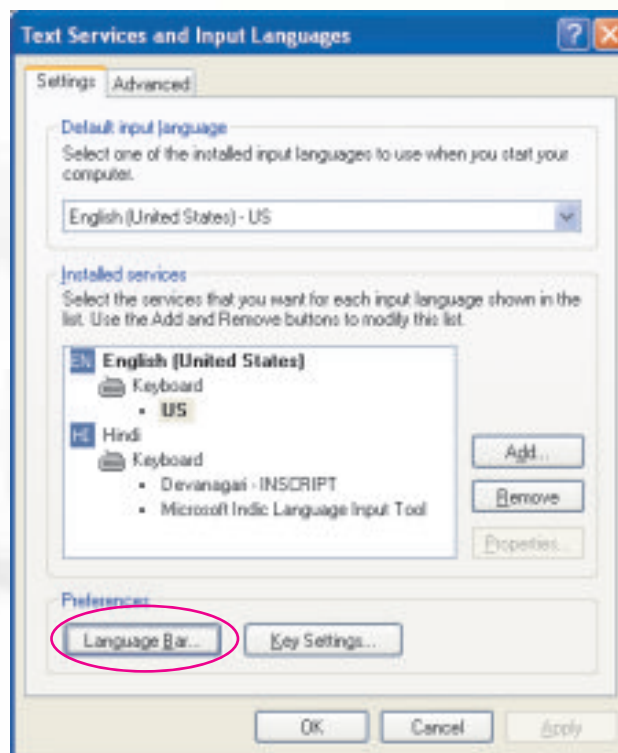 Text Services and Input Languages
Settings Advanced
Default input language
Select one of the installed input languages to use when you start your
computer.
English (United States) - US
Installed services
Select the services that you want for each input language shown in the
list. Use the Add and Remove buttons to modify this list.
EN English (United States)
Keyboard
• US
HI Hindi
Keyboard
• Devanagari - INSCRIPT
• Microsoft Indic Language Input Tool
Add...
Remove
Properties...
Preferences
Language Bar... Key Settings...
OK Cancel Apply